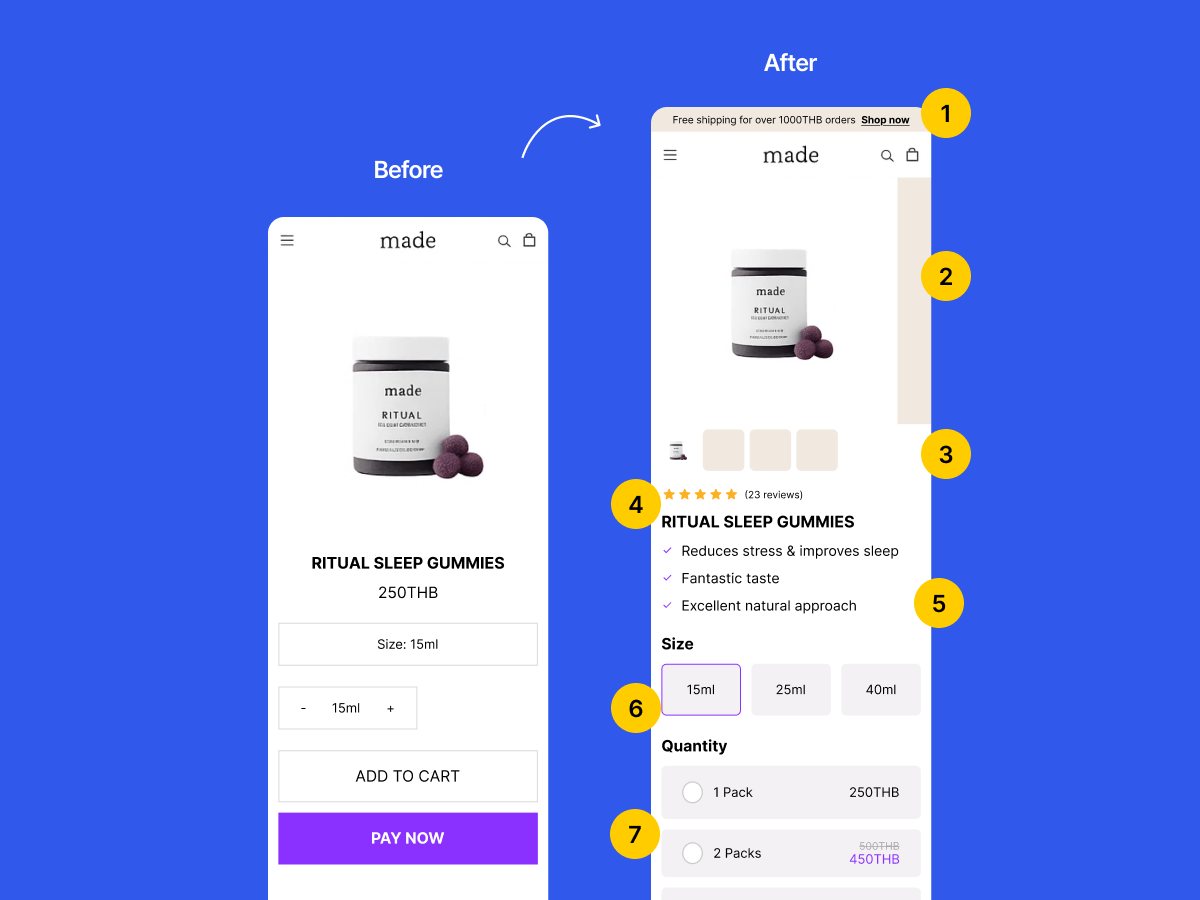 Before
made
made
RITUAL
RITUAL SLEEP GUMMIES
250THB
Size: 15ml
- 15ml +
ADD TO CART
PAY NOW
After
Free shipping for over 1000THB orders Shop now
1
made
made
RITUAL
2
3
4
(23 reviews)
RITUAL SLEEP GUMMIES
Reduces stress & improves sleep
Fantastic taste
Excellent natural approach
5
Size
15ml 25ml 40ml
6
Quantity
1 Pack 250THB
7
2 Packs
500THB
450THB